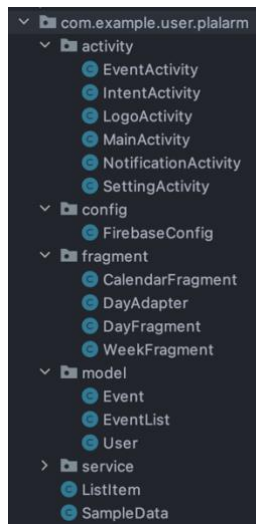 com.example.user.plalarm
activity
EventActivity
IntentActivity
LogoActivity
MainActivity
NotificationActivity
SettingActivity
config
FirebaseConfig
fragment
CalendarFragment
DayAdapter
DayFragment
WeekFragment
model
Event
EventList
User
service
ListItem
SampleData